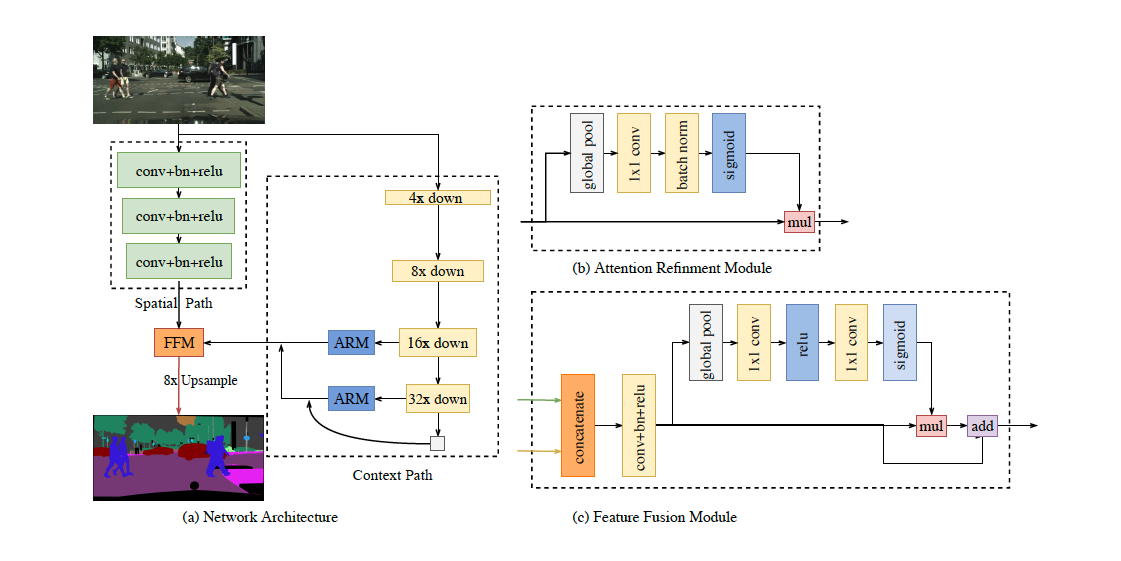 conv+bn+relu
conv+bn+relu
conv+bn+relu
Spatial Path
FFM
8x Upsample
4x down
8x down
ARM
16x down
ARM
32x down
Context Path
(a) Network Architecture
global pool
1x1 conv
batch norm
sigmoid
mul
(b) Attention Refinment Module
concatenate
conv+bn+relu
global pool
1x1 conv
relu
1x1 conv
sigmoid
mul
add
(c) Feature Fusion Module